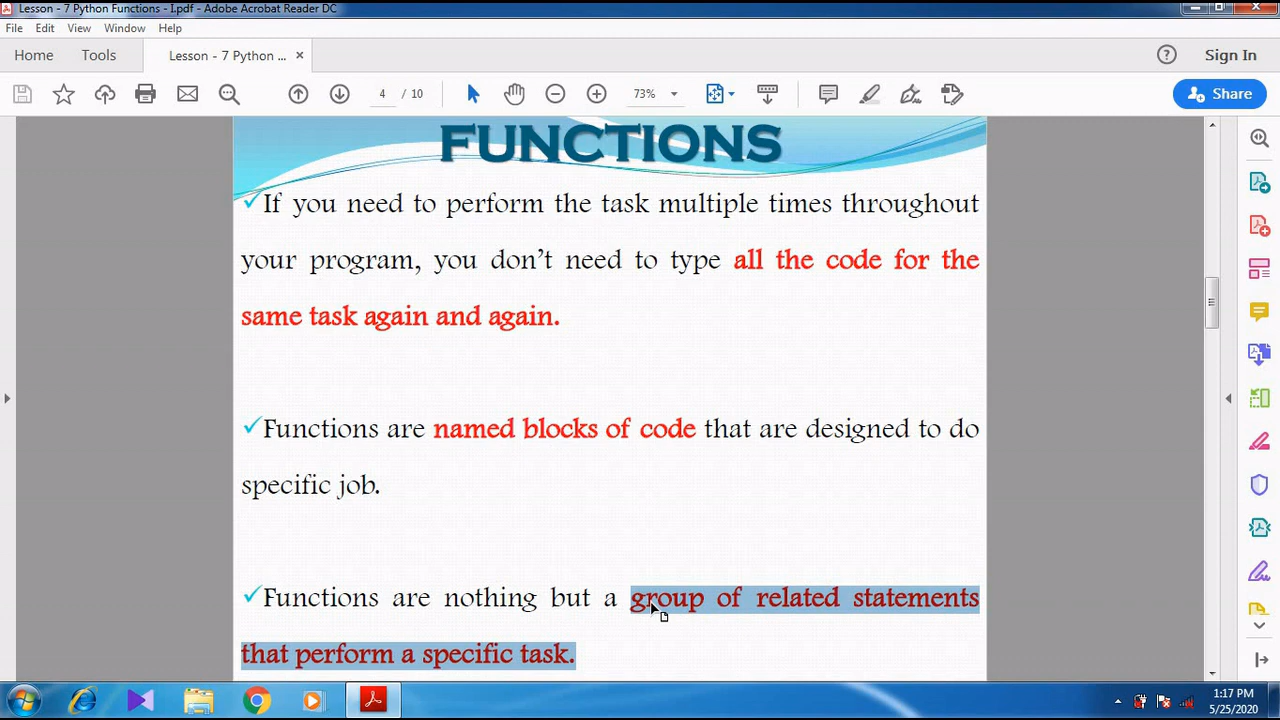 Lesson - 7 Python Functions - I.pdf - Adobe Acrobat Reader DC
File Edit View Window Help
Home Tools Lesson - 7 Python ... × Sign In
4 / 10 73% Share
FUNCTIONS
✓If you need to perform the task multiple times throughout
your program, you don’t need to type all the code for the
same task again and again.
✓Functions are named blocks of code that are designed to do
specific job.
✓Functions are nothing but a group of related statements
that perform a specific task.
1:17 PM
5/25/2020